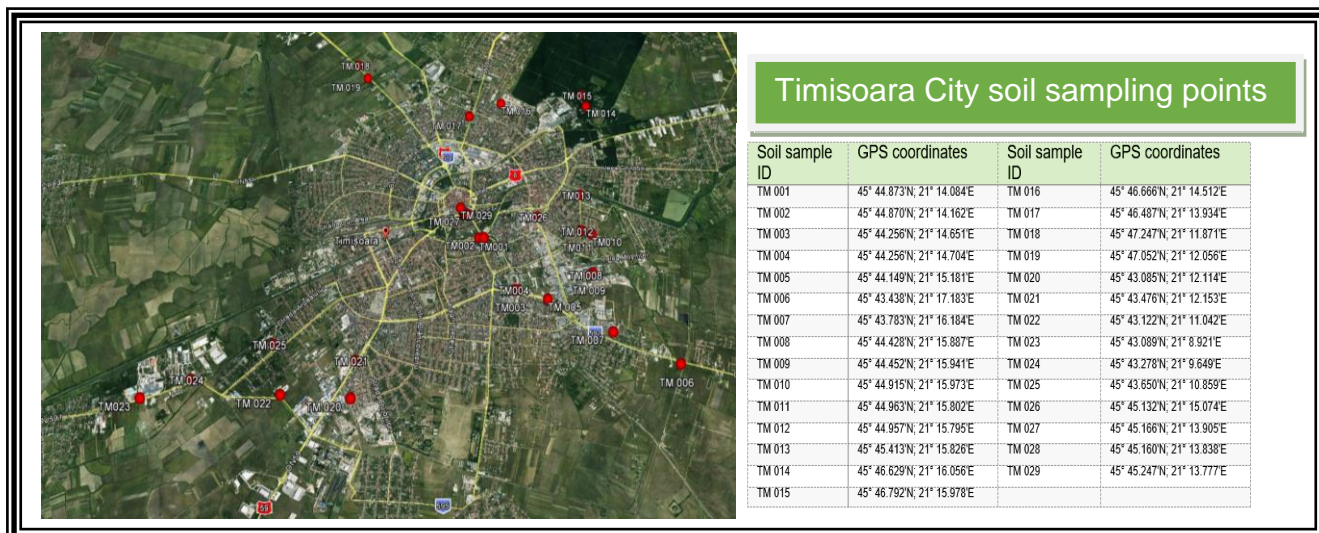 TM 018
TM 019
TM 015
TM 014
TM 016
TM 017
TM013
TM 029
TM 027
TM026
TM 012
TM010
TM011
Timisoara
TM002 TM001
TM 008
TM 009
TM004
TM003
TM 005
TM 007
TM 006
TM 025
TM 021
TM 024
TM 022
TM 020
TM023
59
Timisoara City soil sampling points
Soil sample ID GPS coordinates Soil sample ID GPS coordinates
TM 001 45° 44.873'N; 21° 14.084'E TM 016 45° 46.666'N; 21° 14.512'E
TM 002 45° 44.870'N; 21° 14.162'E TM 017 45° 46.487'N; 21° 13.934'E
TM 003 45° 44.256'N; 21° 14.651'E TM 018 45° 47.247'N; 21° 11.871'E
TM 004 45° 44.256'N; 21° 14.704'E TM 019 45° 47.052'N; 21° 12.056'E
TM 005 45° 44.149'N; 21° 15.181'E TM 020 45° 43.085'N; 21° 12.114'E
TM 006 45° 43.438'N; 21° 17.183'E TM 021 45° 43.476'N; 21° 12.153'E
TM 007 45° 43.783'N; 21° 16.184'E TM 022 45° 43.122'N; 21° 11.042'E
TM 008 45° 44.428'N; 21° 15.887'E TM 023 45° 43.089'N; 21° 8.921'E
TM 009 45° 44.452'N; 21° 15.941'E TM 024 45° 43.278'N; 21° 9.649'E
TM 010 45° 44.915'N; 21° 15.973'E TM 025 45° 43.650'N; 21° 10.859'E
TM 011 45° 44.963'N; 21° 15.802'E TM 026 45° 45.132'N; 21° 15.074'E
TM 012 45° 44.957'N; 21° 15.795'E TM 027 45° 45.166'N; 21° 13.905'E
TM 013 45° 45.413'N; 21° 15.826'E TM 028 45° 45.160'N; 21° 13.838'E
TM 014 45° 46.629'N; 21° 16.056'E TM 029 45° 45.247'N; 21° 13.777'E
TM 015 45° 46.792'N; 21° 15.978'E